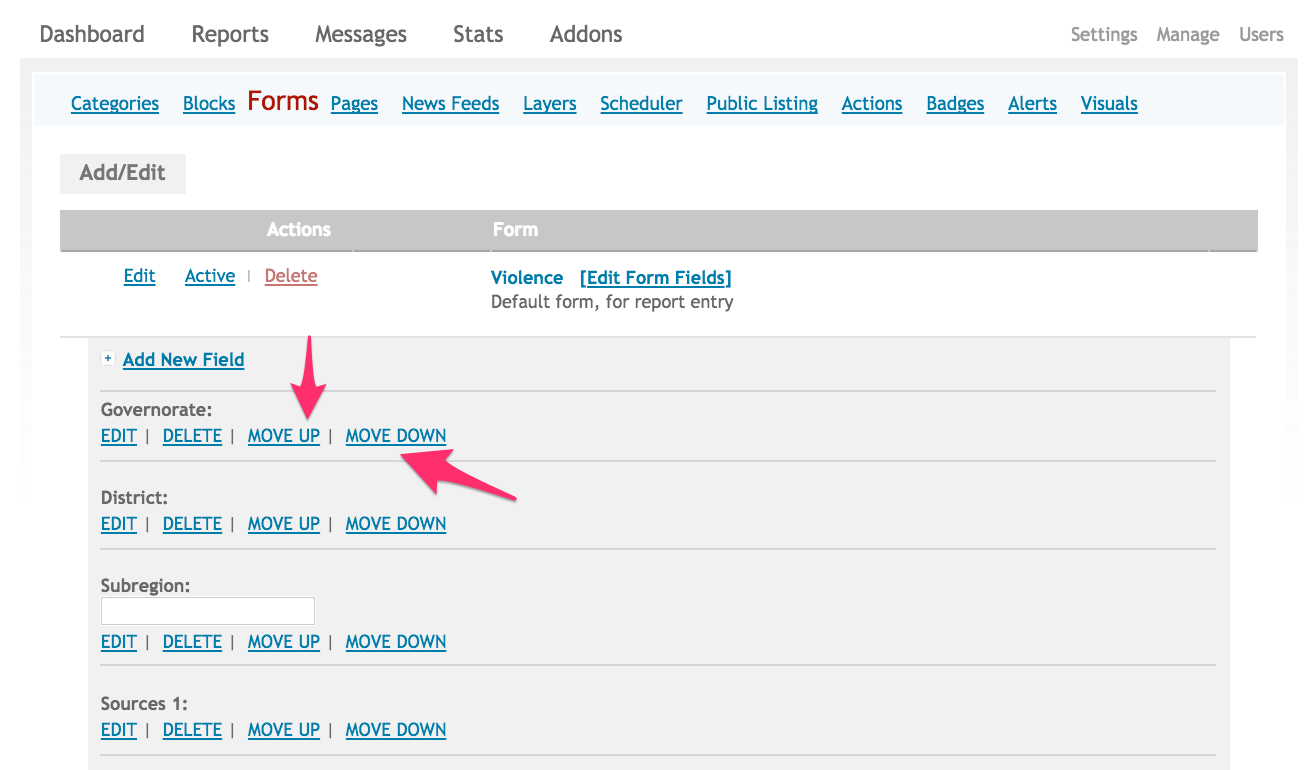 Dashboard Reports Messages Stats Addons Settings Manage Users
Categories Blocks Forms Pages News Feeds Layers Scheduler Public Listing Actions Badges Alerts Visuals
Add/Edit
Actions Form
Edit Active | Delete Violence [Edit Form Fields]
Default form, for report entry
+ Add New Field
Governorate:
EDIT | DELETE | MOVE UP | MOVE DOWN
District:
EDIT | DELETE | MOVE UP | MOVE DOWN
Subregion:
EDIT | DELETE | MOVE UP | MOVE DOWN
Sources 1:
EDIT | DELETE | MOVE UP | MOVE DOWN